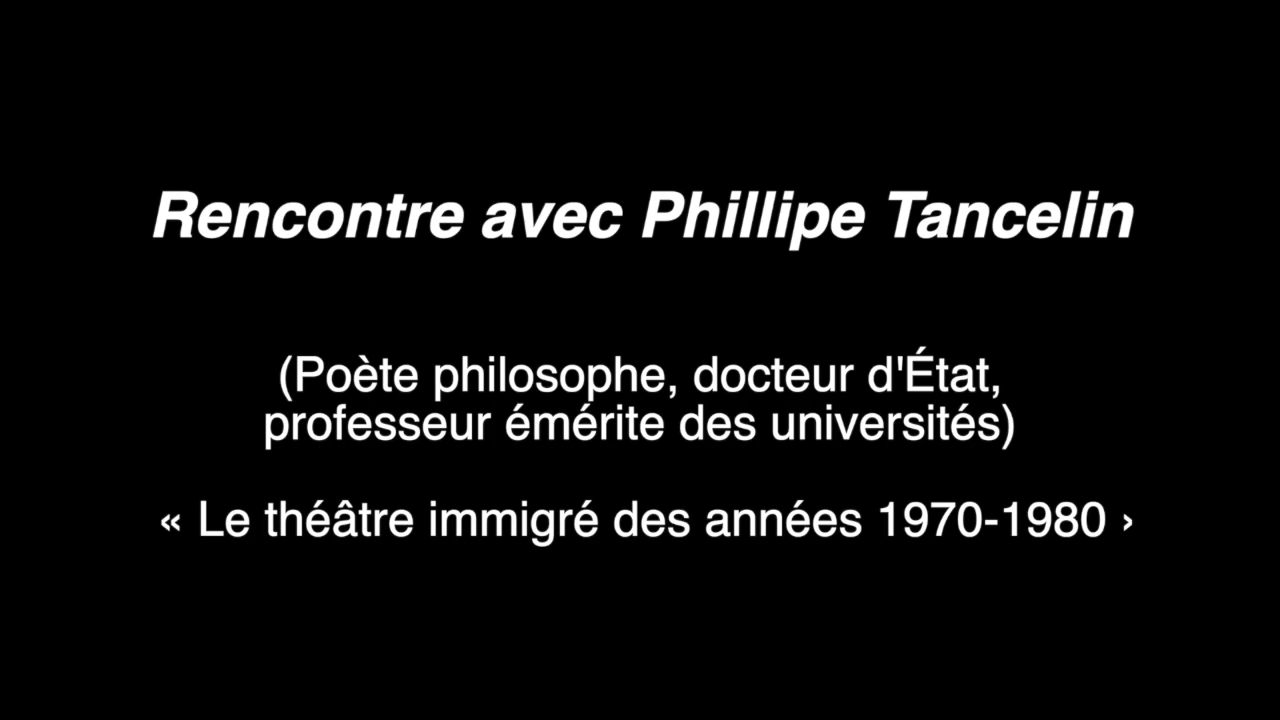 Rencontre avec Phillipe Tancelin
(Poète philosophe, docteur d'État,
professeur émérite des universités)
« Le théâtre immigré des années 1970-1980 ›